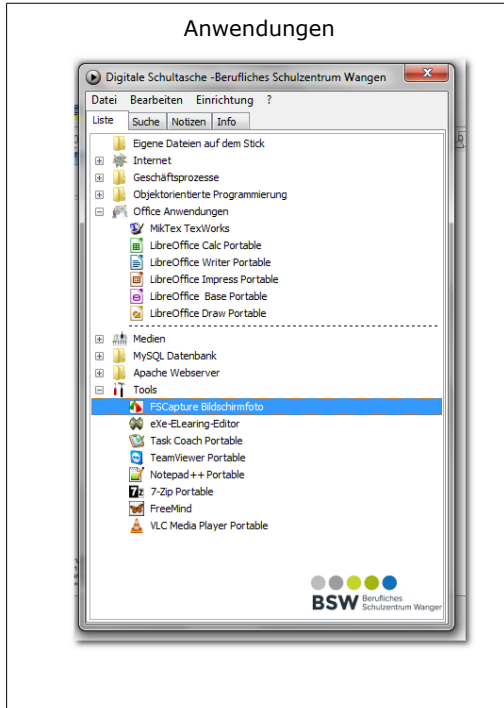 Anwendungen
Digitale Schultasche -Berufliches Schulzentrum Wangen
Datei Bearbeiten Einrichtung ?
Liste Suche Notizen Info
Eigene Dateien auf dem Stick
Internet
Geschäftsprozesse
Objektorientierte Programmierung
Office Anwendungen
MikTex TexWorks
LibreOffice Calc Portable
LibreOffice Writer Portable
LibreOffice Impress Portable
LibreOffice Base Portable
LibreOffice Draw Portable
Medien
MySQL Datenbank
Apache Webserver
Tools
FSCapture Bildschirmfoto
eXe-ELearing-Editor
Task Coach Portable
TeamViewer Portable
Notepad++ Portable
7z 7-Zip Portable
FreeMind
VLC Media Player Portable
BSW Berufliches
Schulzentrum Wangen